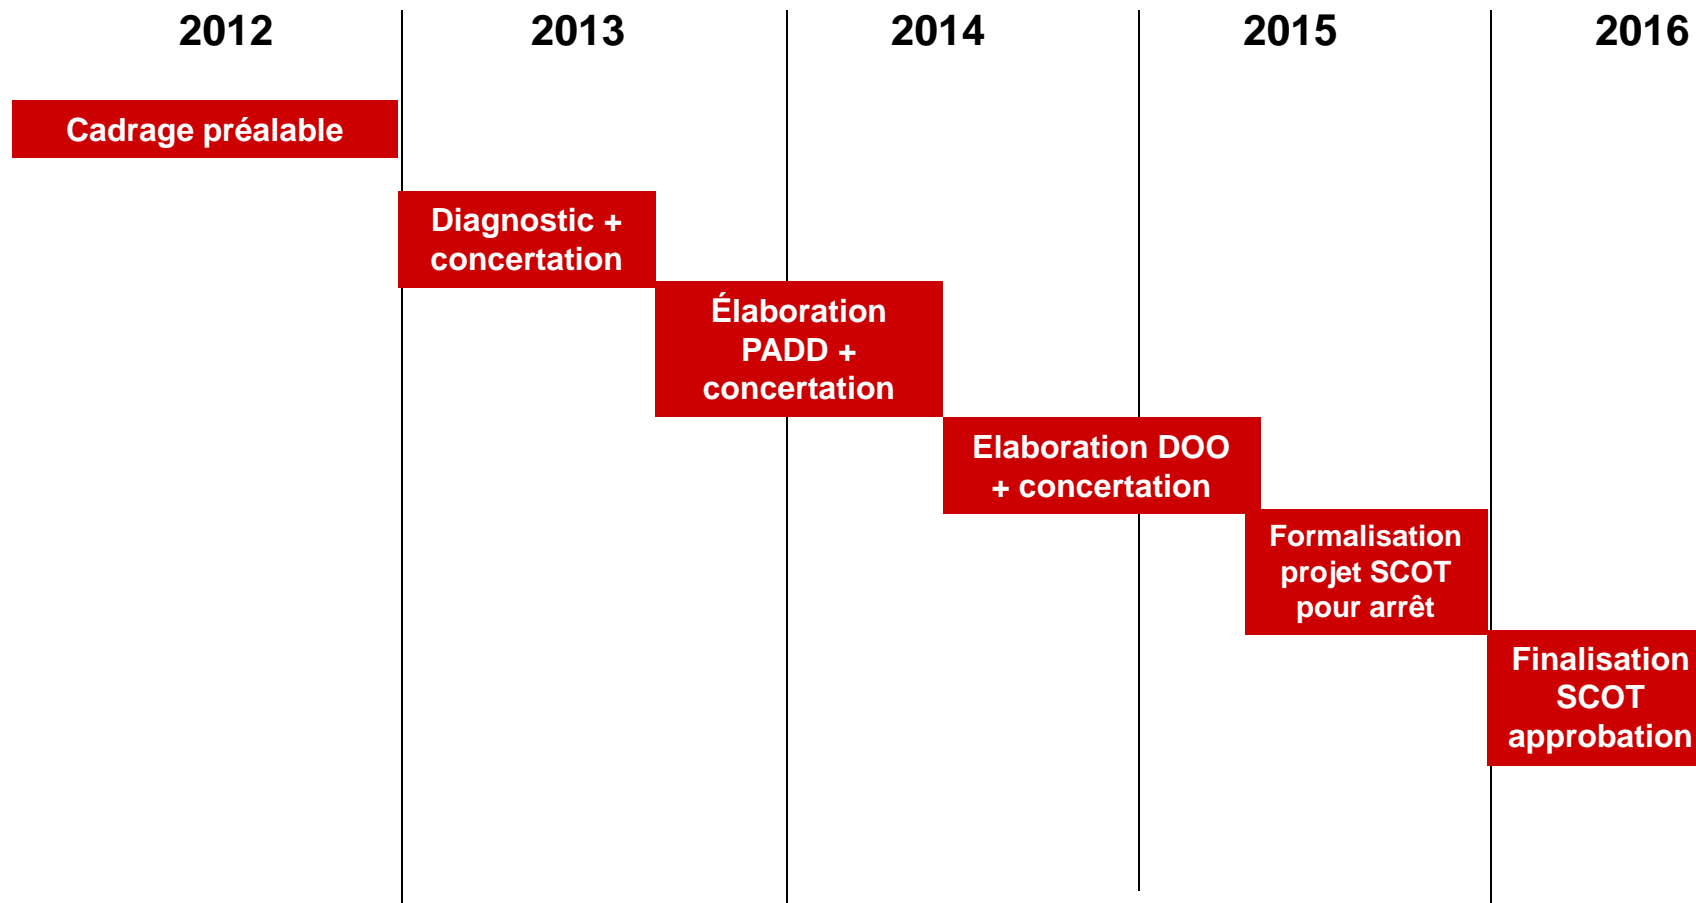 2012 2013 2014 2015 2016
Cadrage préalable
Diagnostic +
concertation
Élaboration
PADD +
concertation
Elaboration DOO
+ concertation
Formalisation
projet SCOT
pour arrêt
Finalisation
SCOT
approbation